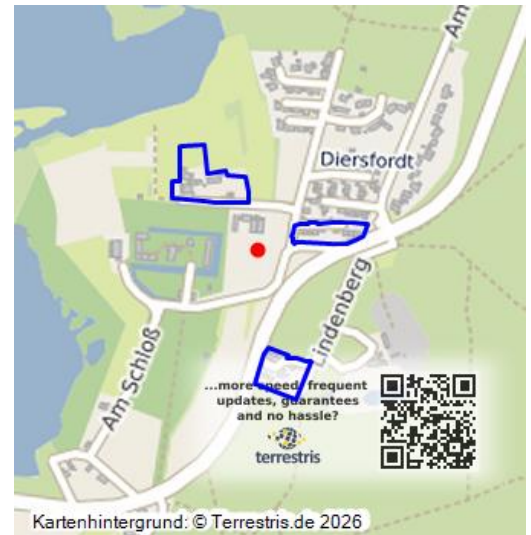 Am
Diersfordt
Lindenberg
Am Schloß
...more speed, frequent
updates, guarantees
and no hassle?
terrestris
Kartenhintergrund: © Terrestris.de 2026